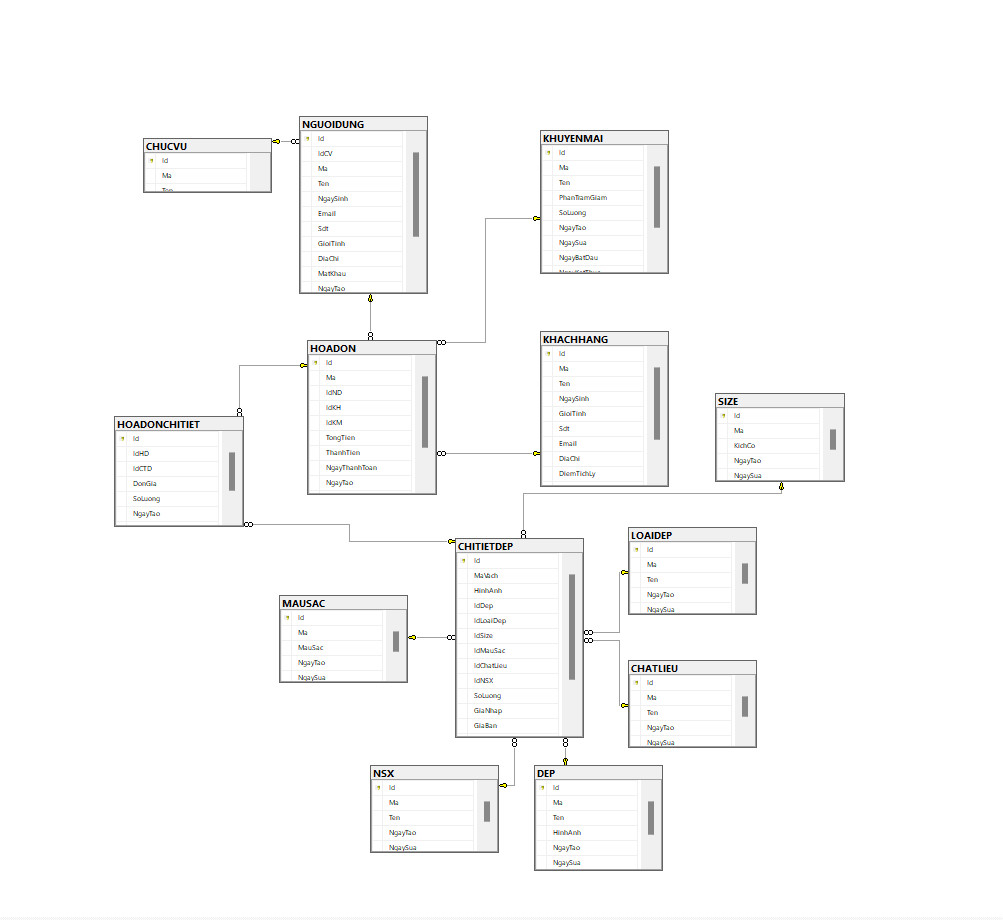 NGUOIDUNG
Id
IdCV
Ma
Ten
NgaySinh
Email
Sdt
GioiTinh
DiaChi
MatKhau
NgayTao
CHUCVU
Id
Ma
Ten
KHUYENMAI
Id
Ma
Ten
PhanTramGiam
SoLuong
NgayTao
NgaySua
NgayBatDau
NgayKetThuc
HOADON
Id
Ma
IdND
IdKH
IdKM
TongTien
ThanhTien
NgayThanhToan
NgayTao
KHACHHANG
Id
Ma
Ten
NgaySinh
GioiTinh
Sdt
Email
DiaChi
DiemTichLy
SIZE
Id
Ma
KichCo
NgayTao
NgaySua
HOADONCHITIET
Id
IdHD
IdCTD
DonGia
SoLuong
NgayTao
CHITIETDEP
Id
MaVach
HinhAnh
IdDep
IdLoaiDep
IdSize
IdMauSac
IdChatLieu
IdNSX
SoLuong
GiaNhap
GiaBan
LOAIDEP
Id
Ma
Ten
NgayTao
NgaySua
MAUSAC
Id
Ma
MauSac
NgayTao
NgaySua
CHATLIEU
Id
Ma
Ten
NgayTao
NgaySua
NSX
Id
Ma
Ten
NgayTao
NgaySua
DEP
Id
Ma
Ten
HinhAnh
NgayTao
NgaySua